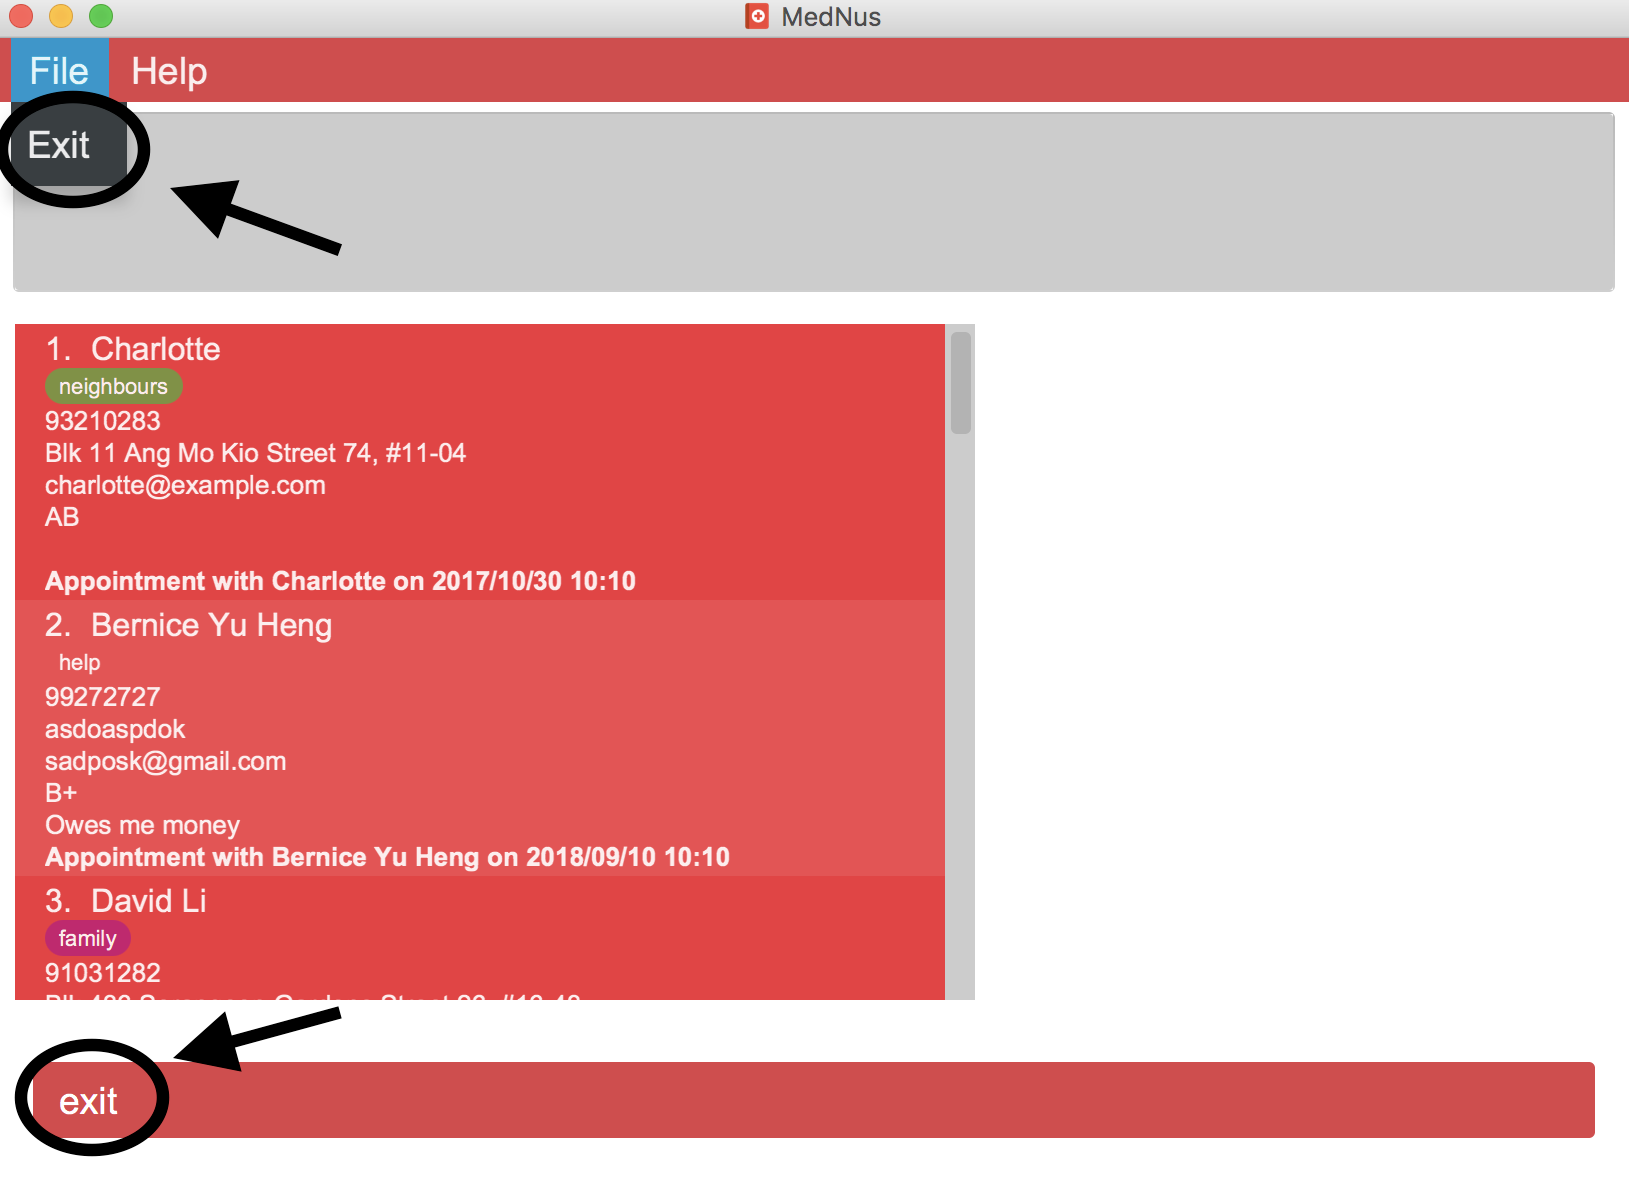 MedNus
File Help
Exit
1. Charlotte
neighbours
93210283
Blk 11 Ang Mo Kio Street 74, #11-04
charlotte@example.com
AB
Appointment with Charlotte on 2017/10/30 10:10
2. Bernice Yu Heng
help
99272727
asdoaspdok
sadposk@gmail.com
B+
Owes me money
Appointment with Bernice Yu Heng on 2018/09/10 10:10
3. David Li
family
91031282
exit